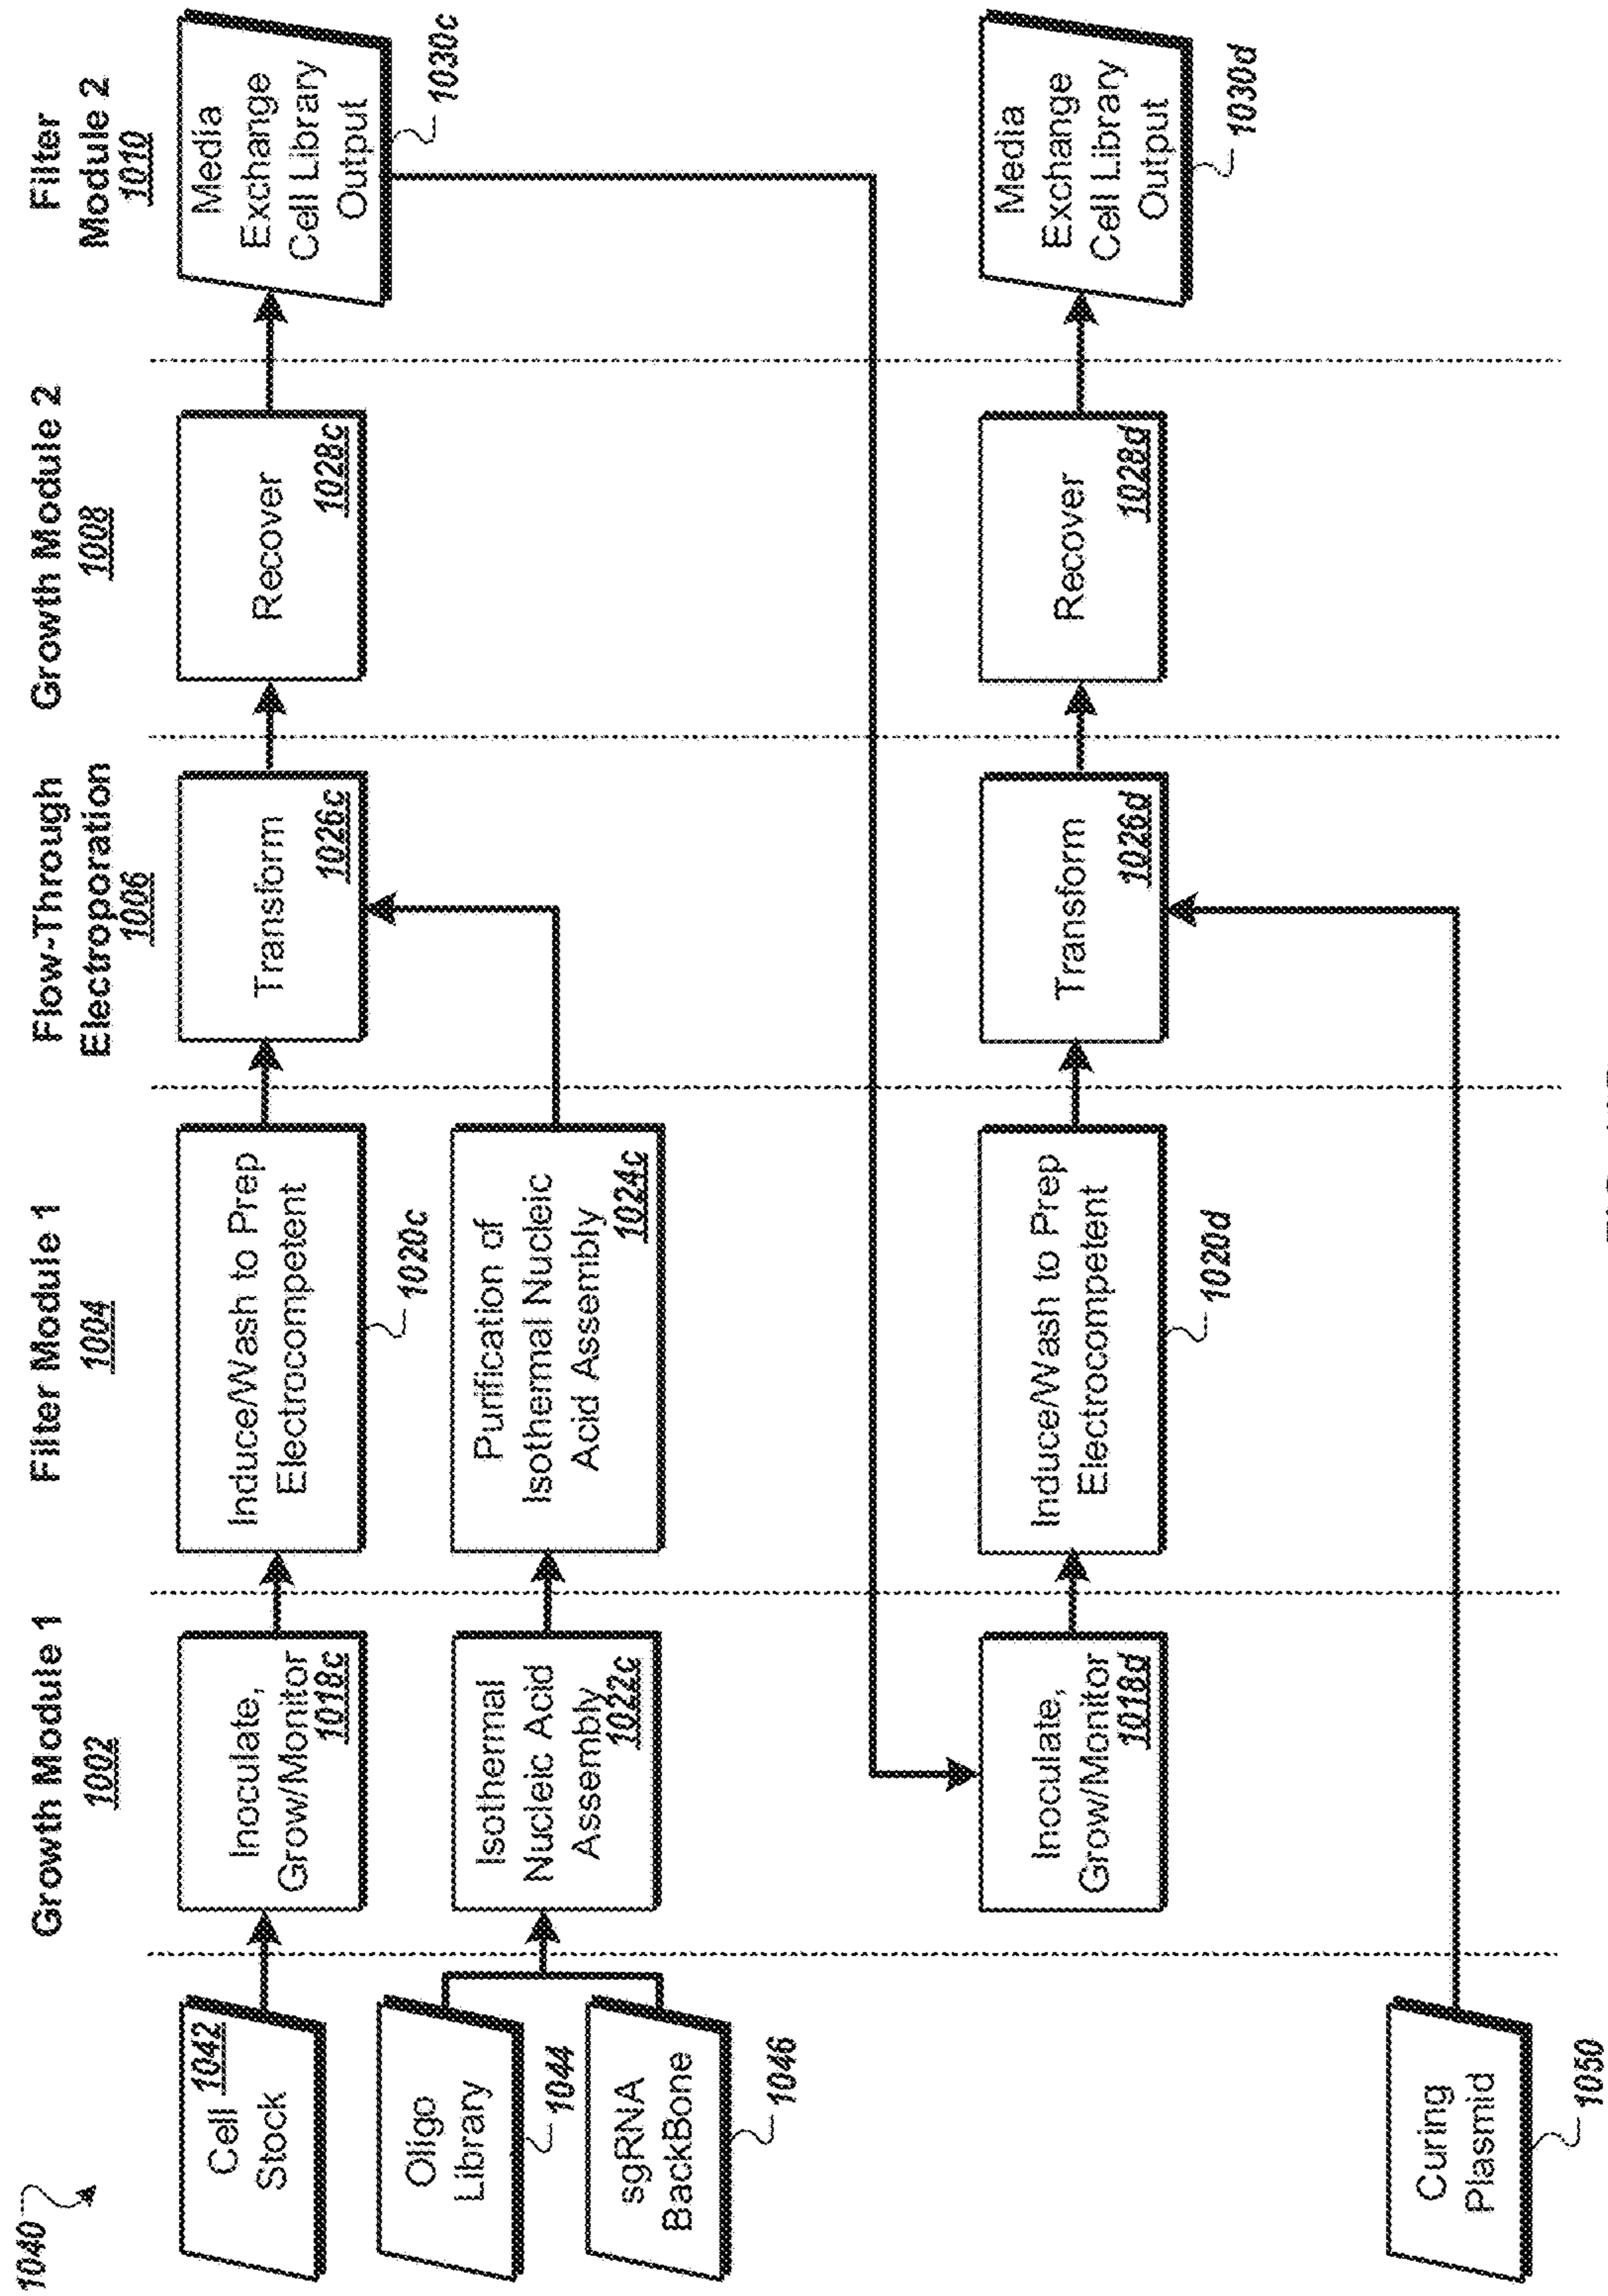 1040
Growth Module 1
1002
Filter Module 1
1004
Flow-Through
Electroporation
1006
Growth Module 2
1008
Filter
Module 2
1010
Cell 1042
Stock
Inoculate,
Grow/Monitor
1018c
Induce/Wash to Prep
Electrocompetent
1020c
Transform
1026c
Recover
1028c
Media
Exchange
Cell Library
Output
1030c
Oligo
Library
1044
sgRNA
BackBone
1046
Isothermal
Nucleic Acid
Assembly
1022c
Purification of
Isothermal Nucleic
Acid Assembly
1024c
Inoculate,
Grow/Monitor
1018d
Induce/Wash to Prep
Electrocompetent
1020d
Transform
1026d
Recover
1028d
Media
Exchange
Cell Library
Output
1030d
Curing
Plasmid
1050